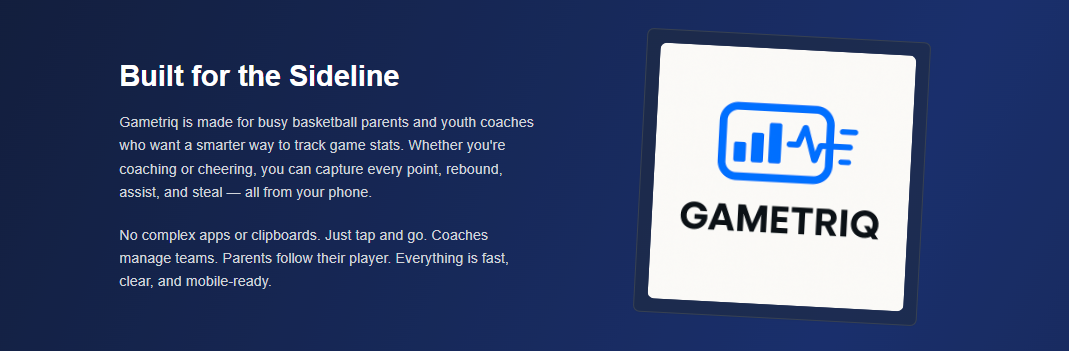 Built for the Sideline
Gametriq is made for busy basketball parents and youth coaches
who want a smarter way to track game stats. Whether you're
coaching or cheering, you can capture every point, rebound,
assist, and steal — all from your phone.
No complex apps or clipboards. Just tap and go. Coaches
manage teams. Parents follow their player. Everything is fast,
clear, and mobile-ready.
GAMETRIQ